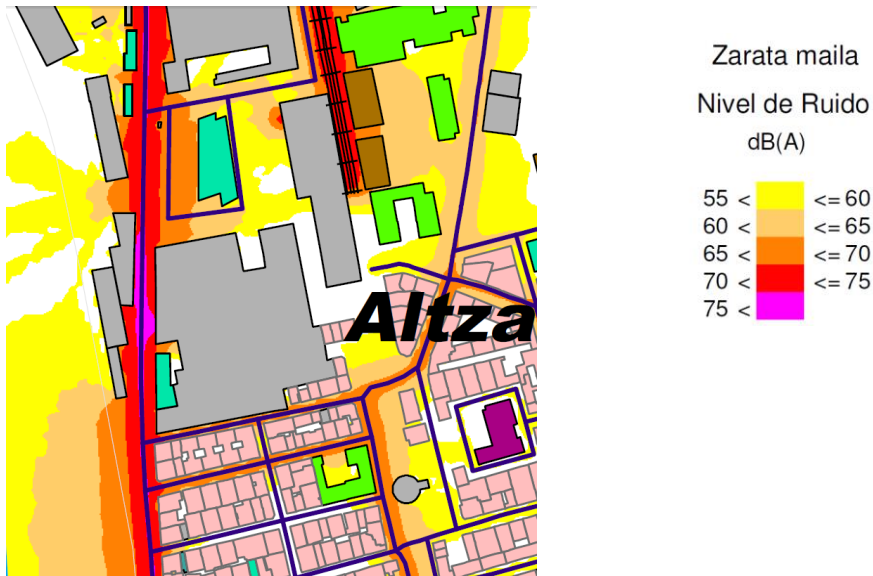 Zarata maila
Nivel de Ruido
dB(A)
55 < <= 60
60 < <= 65
65 < <= 70
70 < <= 75
75 <
Altza